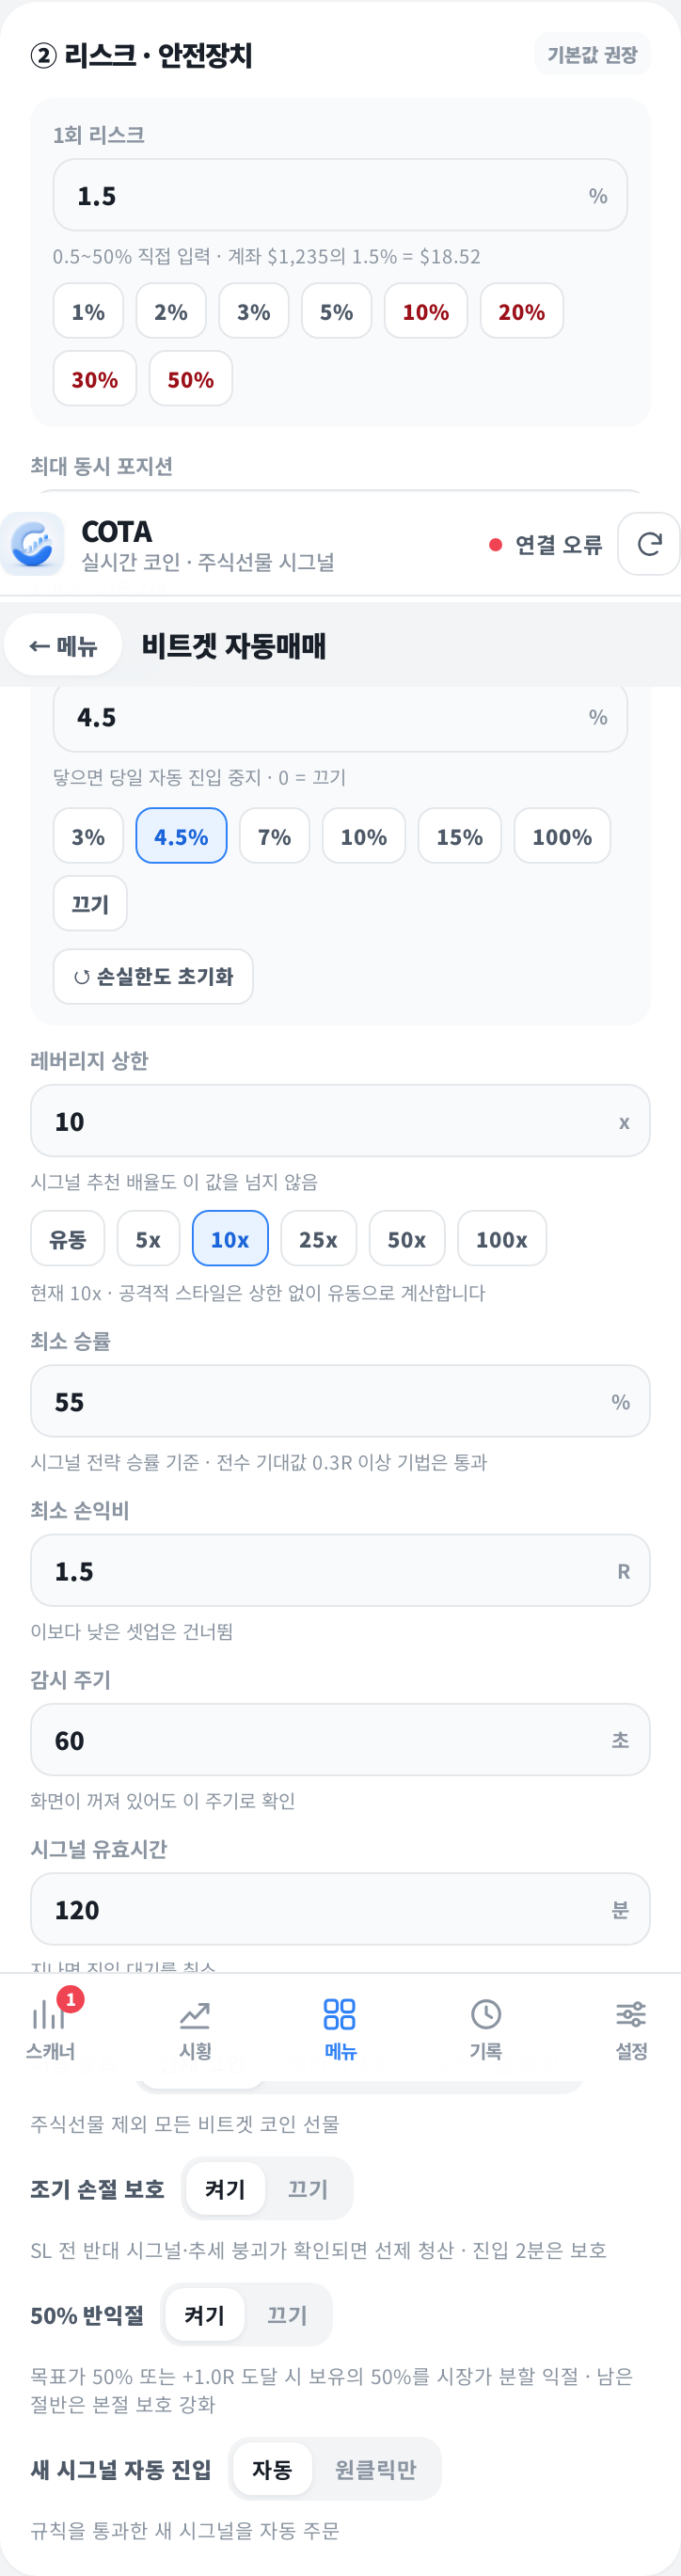 ② 리스크 · 안전장치
기본값 권장
1회 리스크
1.5 %
0.5~50% 직접 입력 · 계좌 $1,235의 1.5% = $18.52
1% 2% 3% 5% 10% 20%
30% 50%
최대 동시 포지션
COTA
실시간 코인 · 주식선물 시그널
연결 오류
← 메뉴 비트겟 자동매매
4.5 %
닿으면 당일 자동 진입 중지 · 0 = 끄기
3% 4.5% 7% 10% 15% 100%
끄기
손실한도 초기화
레버리지 상한
10 x
시그널 추천 배율도 이 값을 넘지 않음
유동 5x 10x 25x 50x 100x
현재 10x · 공격적 스타일은 상한 없이 유동으로 계산합니다
최소 승률
55 %
시그널 전략 승률 기준 · 전수 기대값 0.3R 이상 기법은 통과
최소 손익비
1.5 R
이보다 낮은 셋업은 건너뜀
감시 주기
60 초
화면이 꺼져 있어도 이 주기로 확인
시그널 유효시간
120 분
지나면 진입 대기를 취소
1
스캐너 시황 메뉴 기록 설정
주식선물 제외 모든 비트겟 코인 선물
조기 손절 보호 켜기 끄기
SL 전 반대 시그널·추세 붕괴가 확인되면 선제 청산 · 진입 2분은 보호
50% 반익절 켜기 끄기
목표가 50% 또는 +1.0R 도달 시 보유의 50%를 시장가 분할 익절 · 남은
절반은 본절 보호 강화
새 시그널 자동 진입 자동 원클릭만
규칙을 통과한 새 시그널을 자동 주문